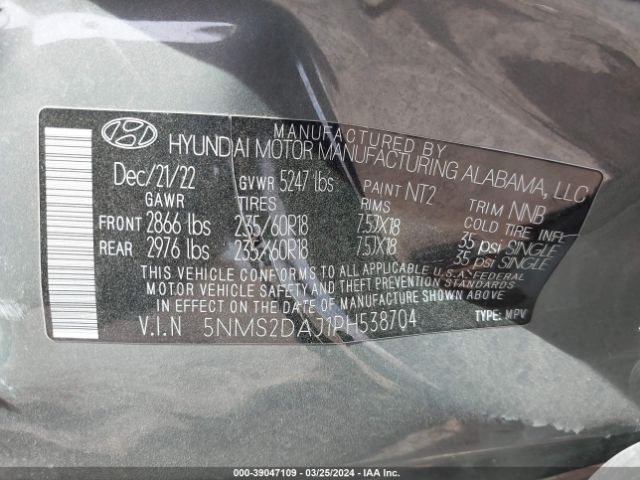 MANUFACTURED BY
HYUNDAI MOTOR MANUFACTURING ALABAMA, LLC
Dec/21/22 GVWR 5247 lbs PAINT NT2 TRIM NNB
GAWR TIRES RIMS COLD TIRE INFL
FRONT 2866 lbs 235/60R18 7.5JX18 35 psi SINGLE
REAR 2976 lbs 235/60R18 7.5JX18 35 psi SINGLE
THIS VEHICLE CONFORMS TO ALL APPLICABLE U.S.A. FEDERAL
MOTOR VEHICLE SAFETY AND THEFT PREVENTION STANDARDS
IN EFFECT ON THE DATE OF MANUFACTURE SHOWN ABOVE
V.I.N 5NMS2DAJ1PH538704 TYPE: MPV
000-39047109 | 03/25/2024 - IAA Inc.